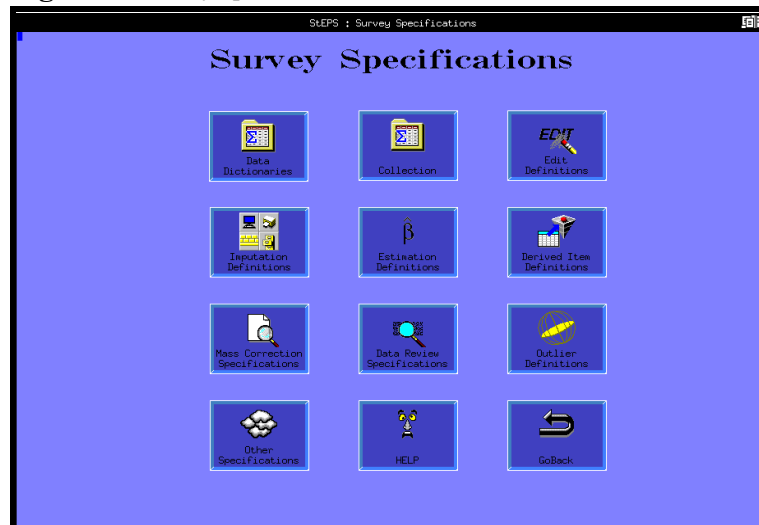 StEPS : Survey Specifications
Survey Specifications
Data
Dictionaries
Collection
EDIT
Edit
Definitions
Imputation
Definitions
β̂
Estimation
Definitions
Derived Item
Definitions
Mass Correction
Specifications
Data Review
Specifications
Outlier
Definitions
Other
Specifications
HELP
GoBack